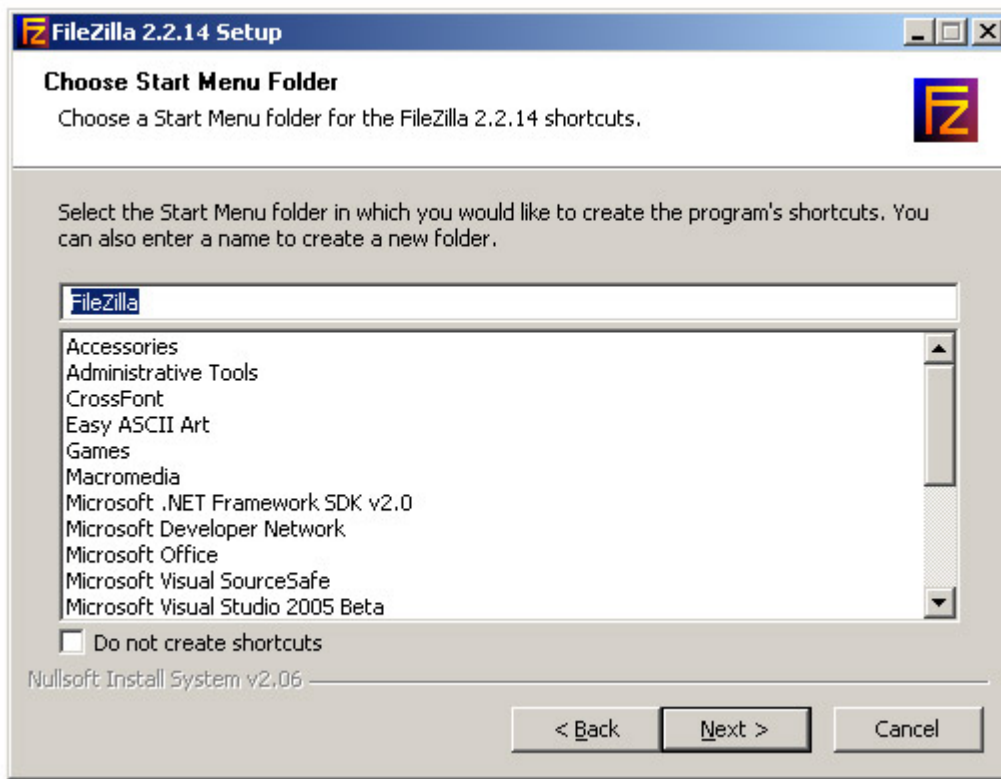 FileZilla 2.2.14 Setup
Choose Start Menu Folder
Choose a Start Menu folder for the FileZilla 2.2.14 shortcuts.
FZ
Select the Start Menu folder in which you would like to create the program's shortcuts. You
can also enter a name to create a new folder.
FileZilla
Accessories
Administrative Tools
CrossFont
Easy ASCII Art
Games
Macromedia
Microsoft .NET Framework SDK v2.0
Microsoft Developer Network
Microsoft Office
Microsoft Visual SourceSafe
Microsoft Visual Studio 2005 Beta
Do not create shortcuts
Nullsoft Install System v2.06
< Back Next > Cancel